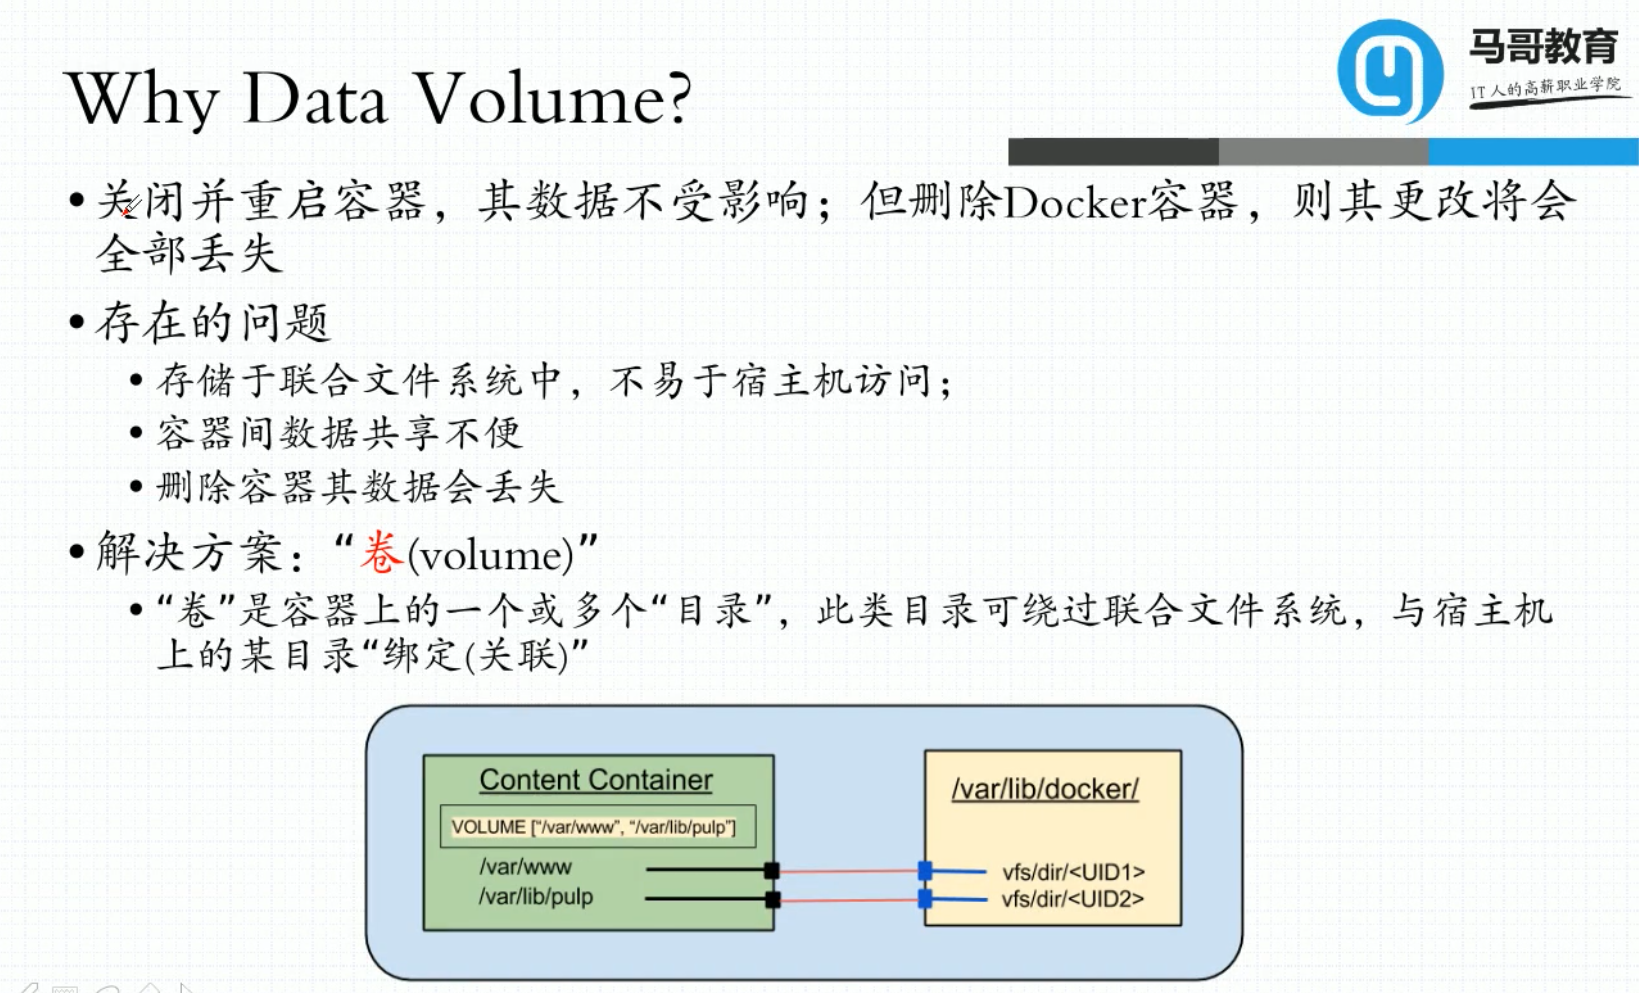 马哥教育
IT人的高薪职业学院
Why Data Volume?
•关闭并重启容器，其数据不受影响；但删除Docker容器，则其更改将会
全部丢失
•存在的问题
•存储于联合文件系统中，不易于宿主机访问；
•容器间数据共享不便
•删除容器其数据会丢失
•解决方案：“卷(volume)”
•“卷”是容器上的一个或多个“目录”，此类目录可绕过联合文件系统，与宿主机
上的某目录“绑定(关联)”
Content Container
VOLUME [“/var/www”, “/var/lib/pulp”]
/var/www
/var/lib/pulp
/var/lib/docker/
vfs/dir/<UID1>
vfs/dir/<UID2>